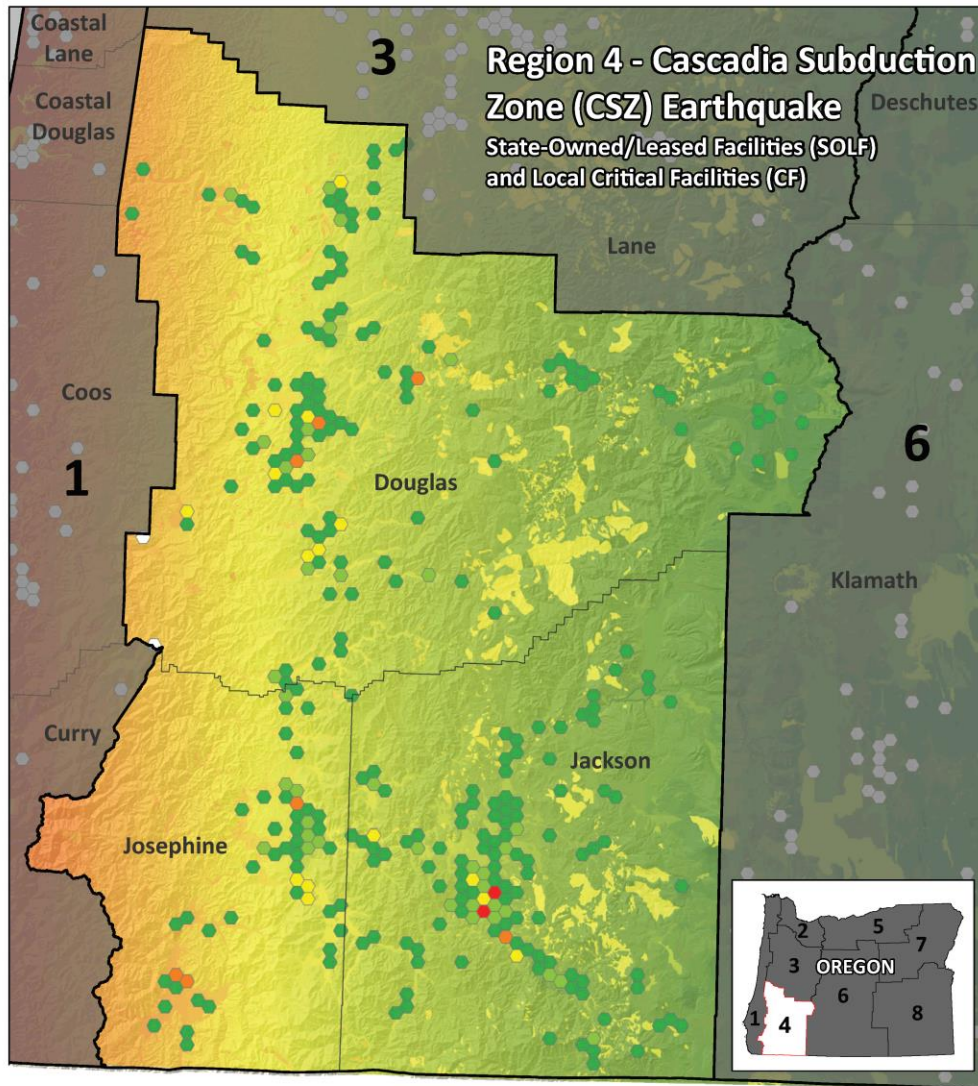 Region 4 - Cascadia Subduction
Zone (CSZ) Earthquake
State-Owned/Leased Facilities (SOLF)
and Local Critical Facilities (CF)
Coastal
Lane
3
Deschutes
Coastal
Douglas
Lane
Coos
1
Douglas
6
Klamath
Curry
Jackson
Josephine
2
5
7
3
OREGON
6
1
4
8